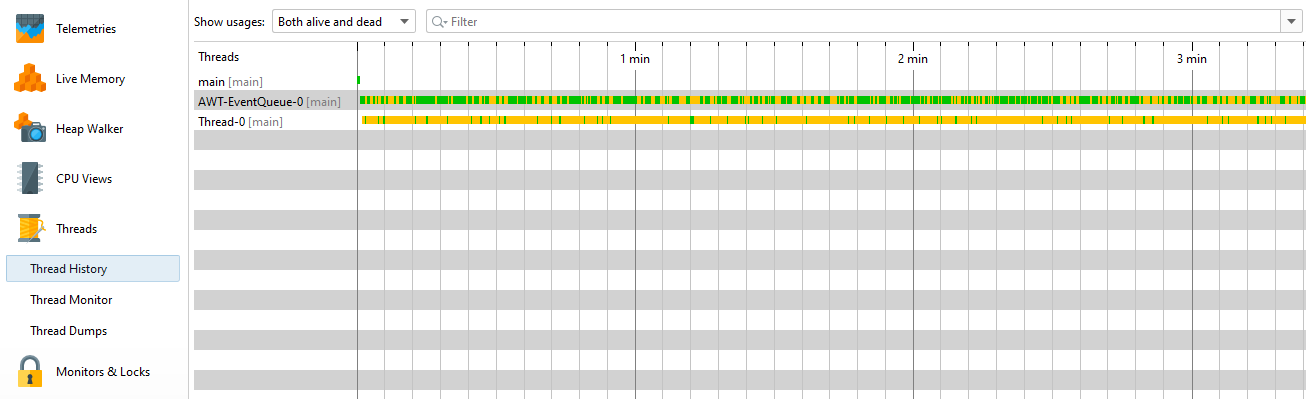 Telemetries
Live Memory
Heap Walker
CPU Views
Threads
Thread History
Thread Monitor
Thread Dumps
Monitors & Locks
Show usages: Both alive and dead Filter
Threads 1 min 2 min 3 min
main [main]
AWT-EventQueue-0 [main]
Thread-0 [main]